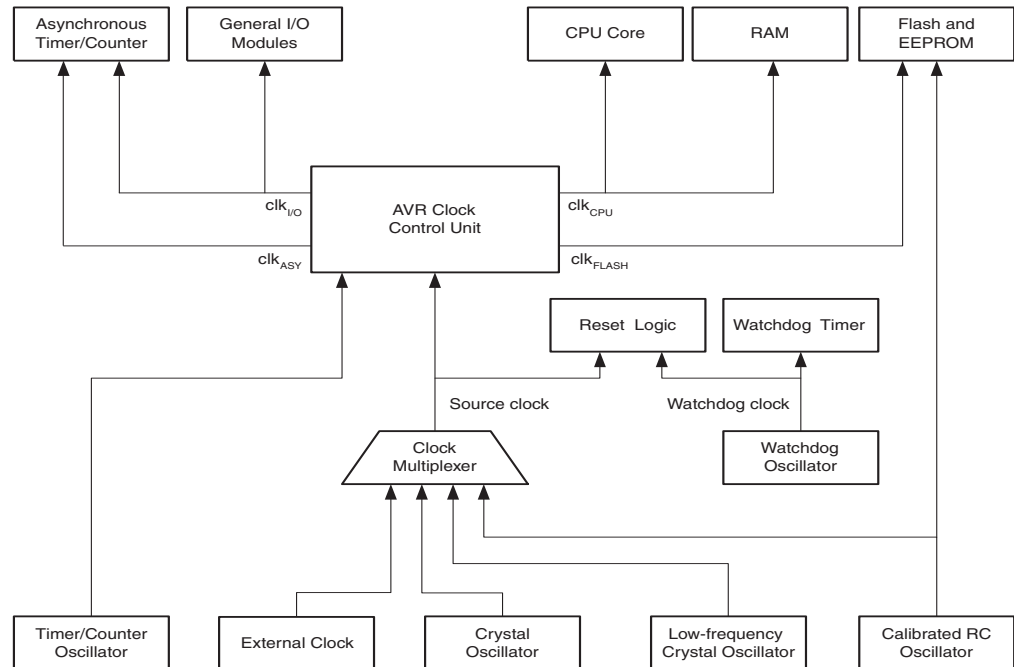 Asynchronous
Timer/Counter
General I/O
Modules
CPU Core
RAM
Flash and
EEPROM
clkI/O
AVR Clock
Control Unit
clkCPU
clkASY
clkFLASH
Reset Logic
Watchdog Timer
Source clock
Watchdog clock
Clock
Multiplexer
Watchdog
Oscillator
Timer/Counter
Oscillator
External Clock
Crystal
Oscillator
Low-frequency
Crystal Oscillator
Calibrated RC
Oscillator